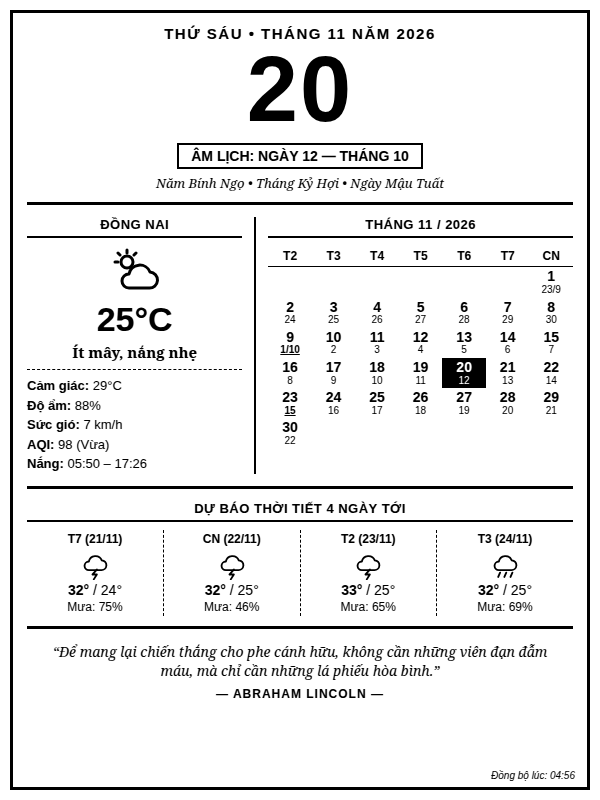 THỨ SÁU • THÁNG 11 NĂM 2026
20
ÂM LỊCH: NGÀY 12 — THÁNG 10
Năm Bính Ngọ • Tháng Kỷ Hợi • Ngày Mậu Tuất
ĐỒNG NAI
25°C
Ít mây, nắng nhẹ
Cảm giác: 29°C
Độ ẩm: 88%
Sức gió: 7 km/h
AQI: 98 (Vừa)
Nắng: 05:50 – 17:26
THÁNG 11 / 2026
T2 T3 T4 T5 T6 T7 CN
1
23/9
2 3 4 5 6 7 8
24 25 26 27 28 29 30
9 10 11 12 13 14 15
1/10 2 3 4 5 6 7
16 17 18 19 20 21 22
8 9 10 11 12 13 14
23 24 25 26 27 28 29
15 16 17 18 19 20 21
30
22
DỰ BÁO THỜI TIẾT 4 NGÀY TỚI
T7 (21/11) CN (22/11) T2 (23/11) T3 (24/11)
32° / 24° 32° / 25° 33° / 25° 32° / 25°
Mưa: 75% Mưa: 46% Mưa: 65% Mưa: 69%
“Để mang lại chiến thắng cho phe cánh hữu, không cần những viên đạn đẫm
máu, mà chỉ cần những lá phiếu hòa bình.”
— ABRAHAM LINCOLN —
Đồng bộ lúc: 04:56